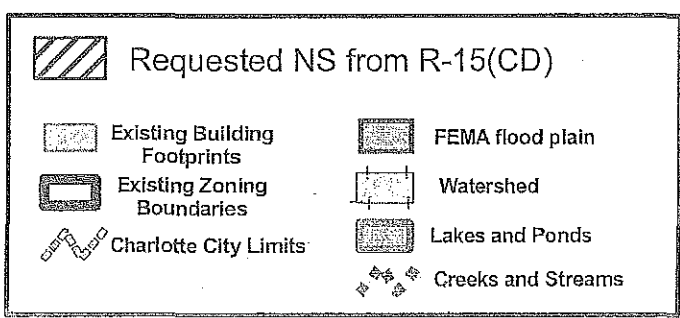 Requested NS from R-15(CD)
Existing Building
Footprints
Existing Zoning
Boundaries
Charlotte City Limits
FEMA flood plain
Watershed
Lakes and Ponds
Creeks and Streams